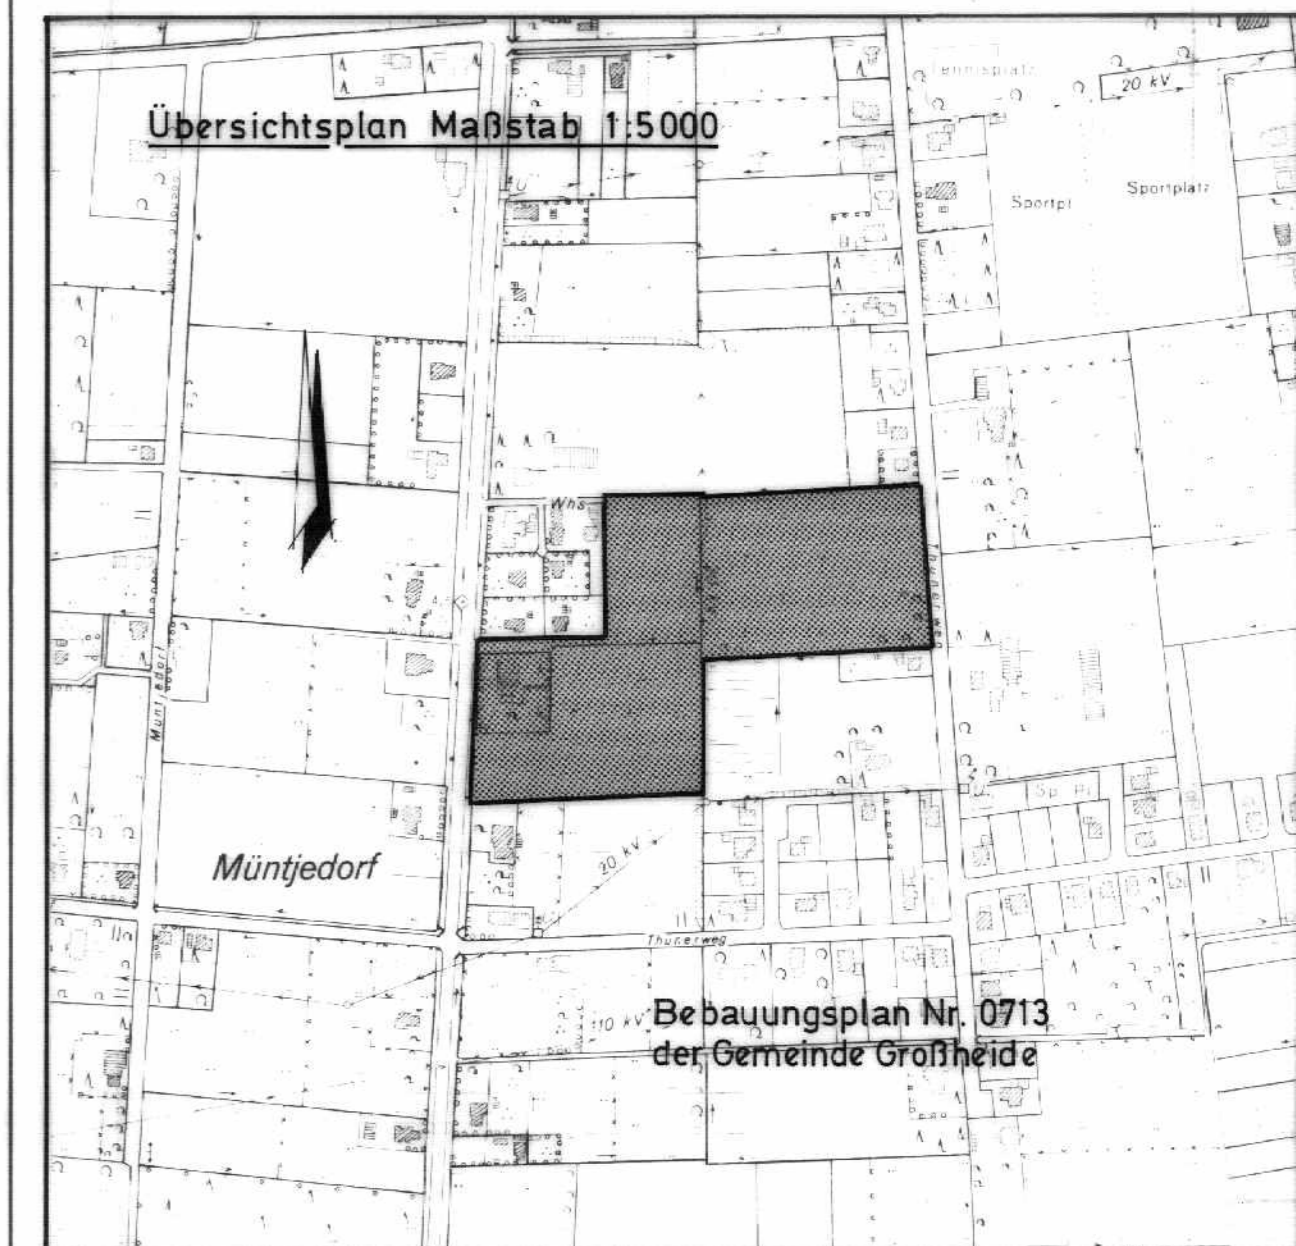 Übersichtsplan Maßstab 1:5000
Tennisplatz
20 kV
Sportpl
Sportplatz
Whs
Thunerweg
Müntjedorf
Müntjedorf
20 kV
Thunerweg
110 kV
Bebauungsplan Nr. 0713
der Gemeinde Großheide